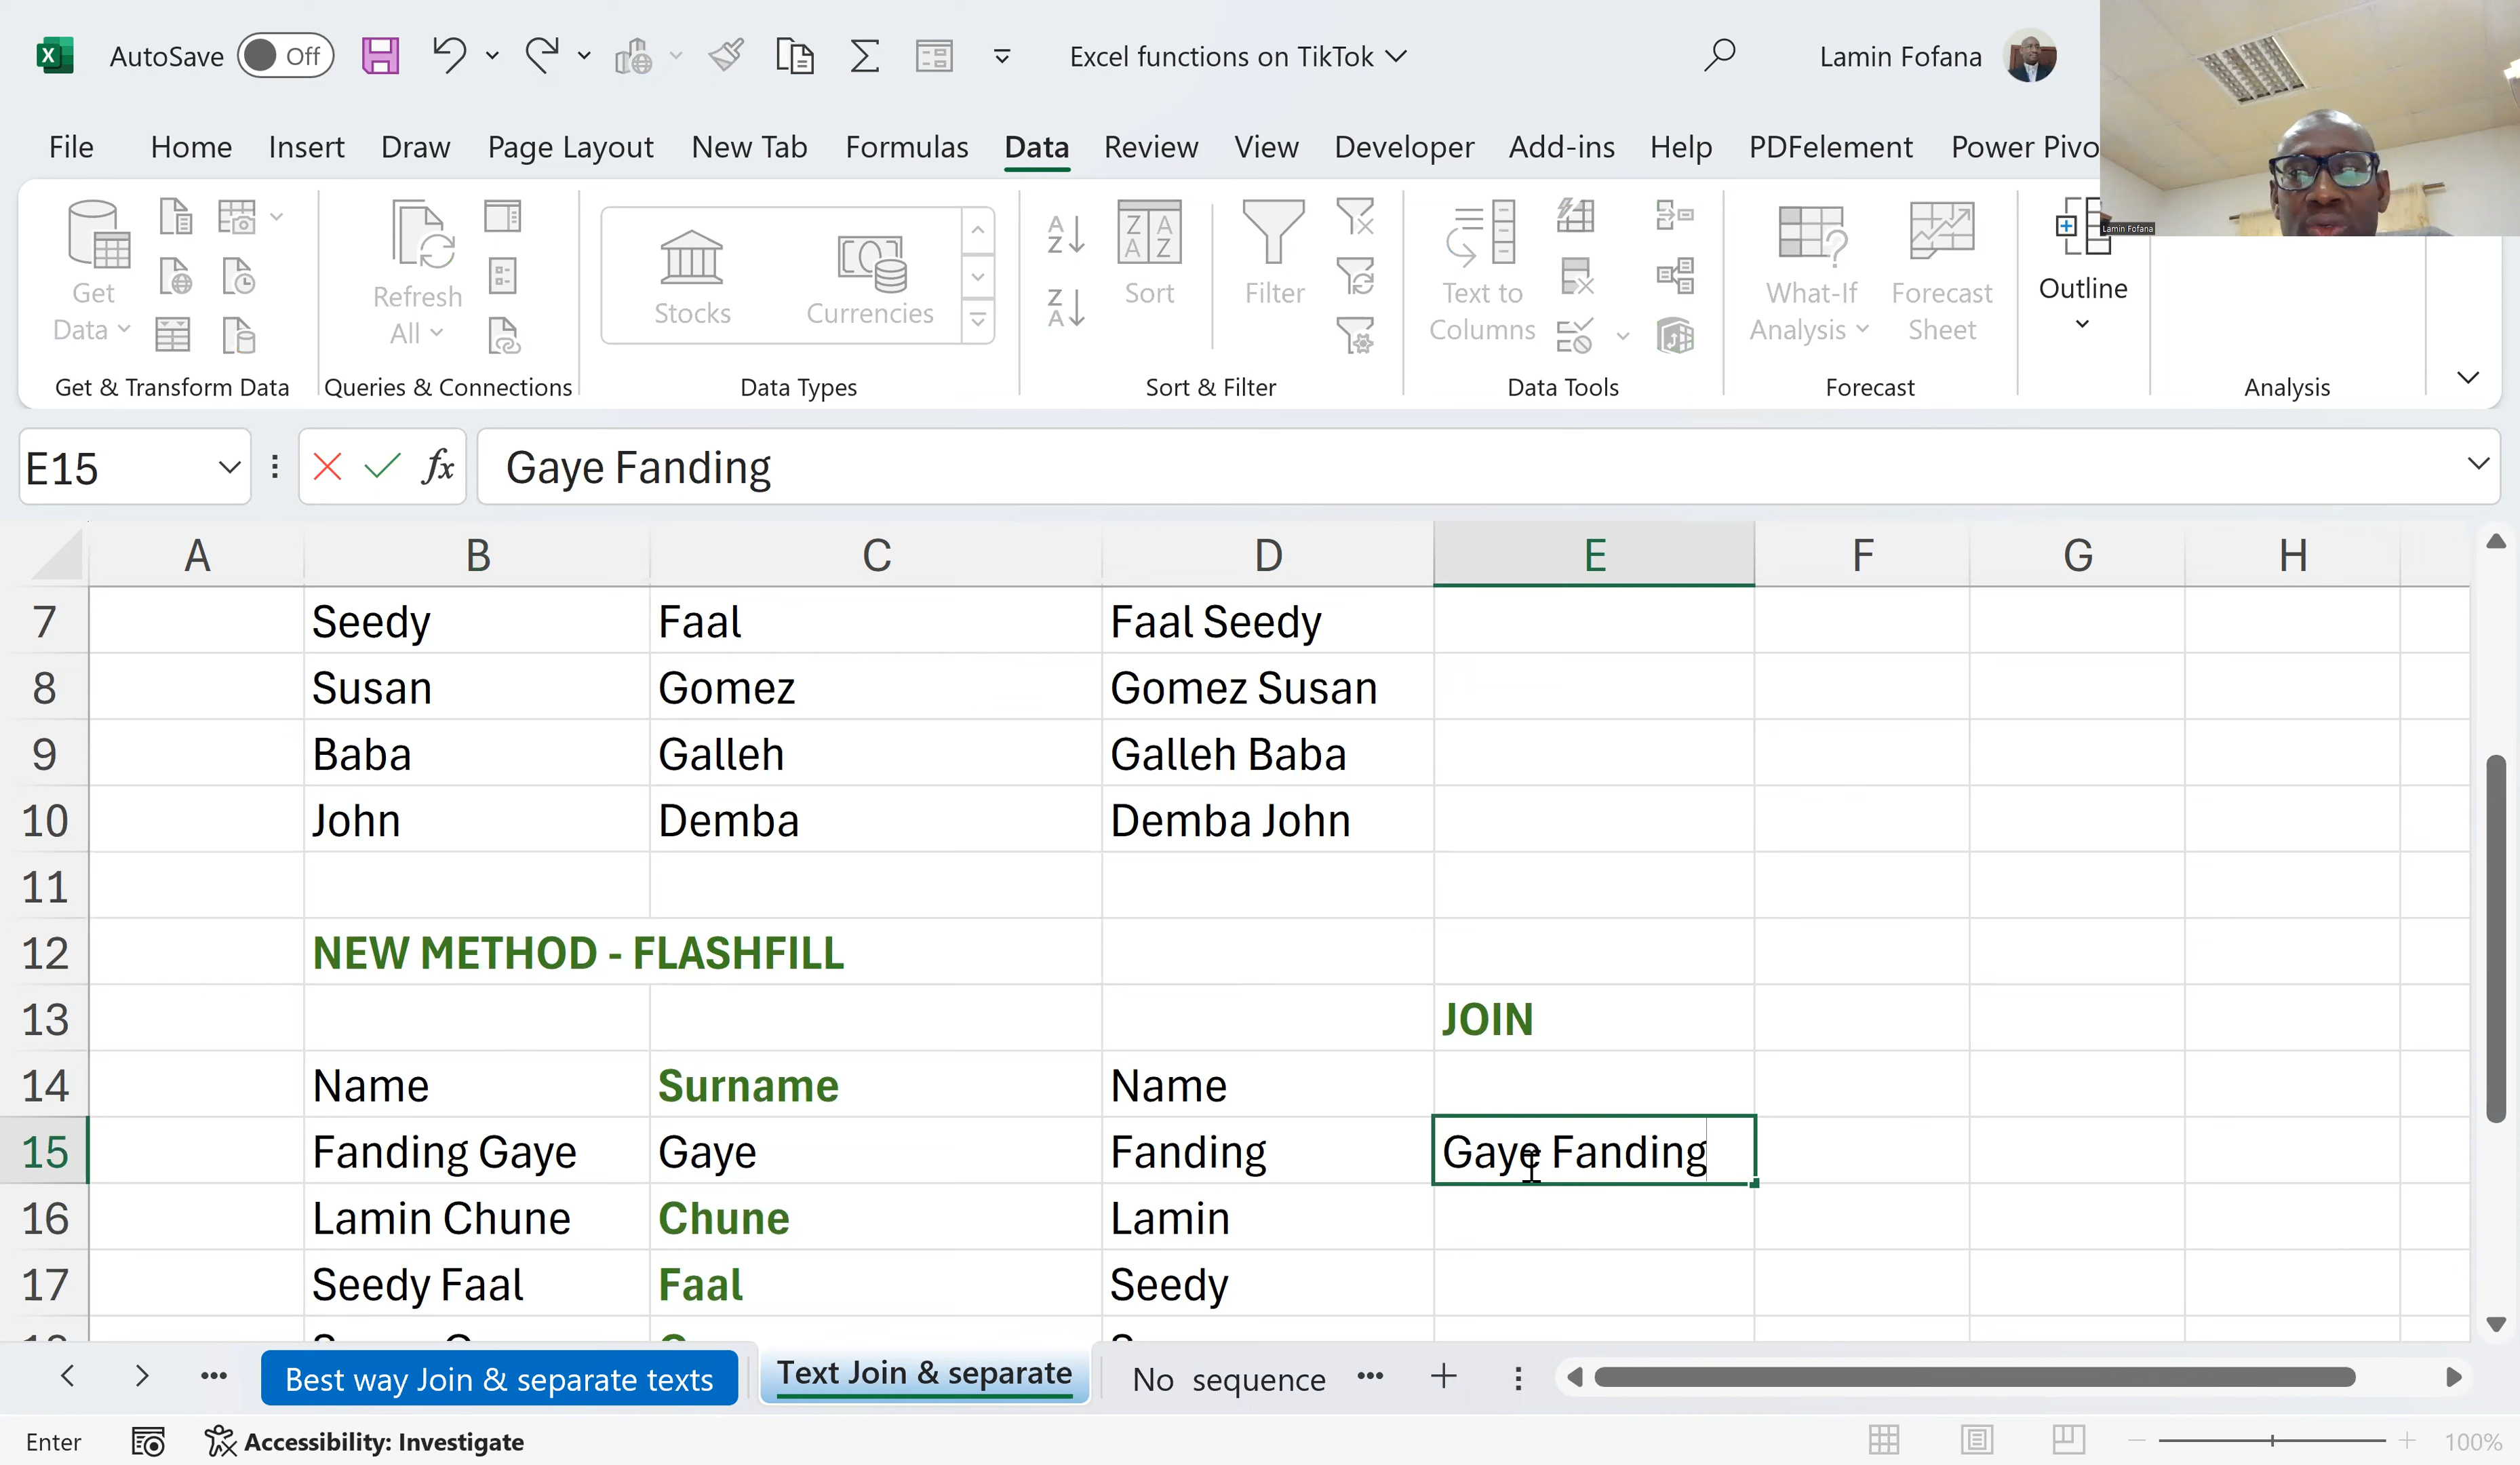 AutoSave Off Excel functions on TikTok Lamin Fofana
File Home Insert Draw Page Layout New Tab Formulas Data Review View Developer Add-ins Help PDFelement Power Pivo
Lamin Fofana
Get Data
Refresh All
Stocks
Currencies
A Z
Z A
Z A A Z
Sort
Filter
Text to Columns
What-If Analysis
Forecast Sheet
Outline
Get & Transform Data Queries & Connections Data Types Sort & Filter Data Tools Forecast Analysis
E15 fx Gaye Fanding
A B C D E F G H
7 Seedy Faal Faal Seedy
8 Susan Gomez Gomez Susan
9 Baba Galleh Galleh Baba
10 John Demba Demba John
11
12 NEW METHOD - FLASHFILL
13 JOIN
14 Name Surname Name
15 Fanding Gaye Gaye Fanding Gaye Fanding
16 Lamin Chune Chune Lamin
17 Seedy Faal Faal Seedy
Best way Join & separate texts Text Join & separate No sequence
Enter Accessibility: Investigate 100%